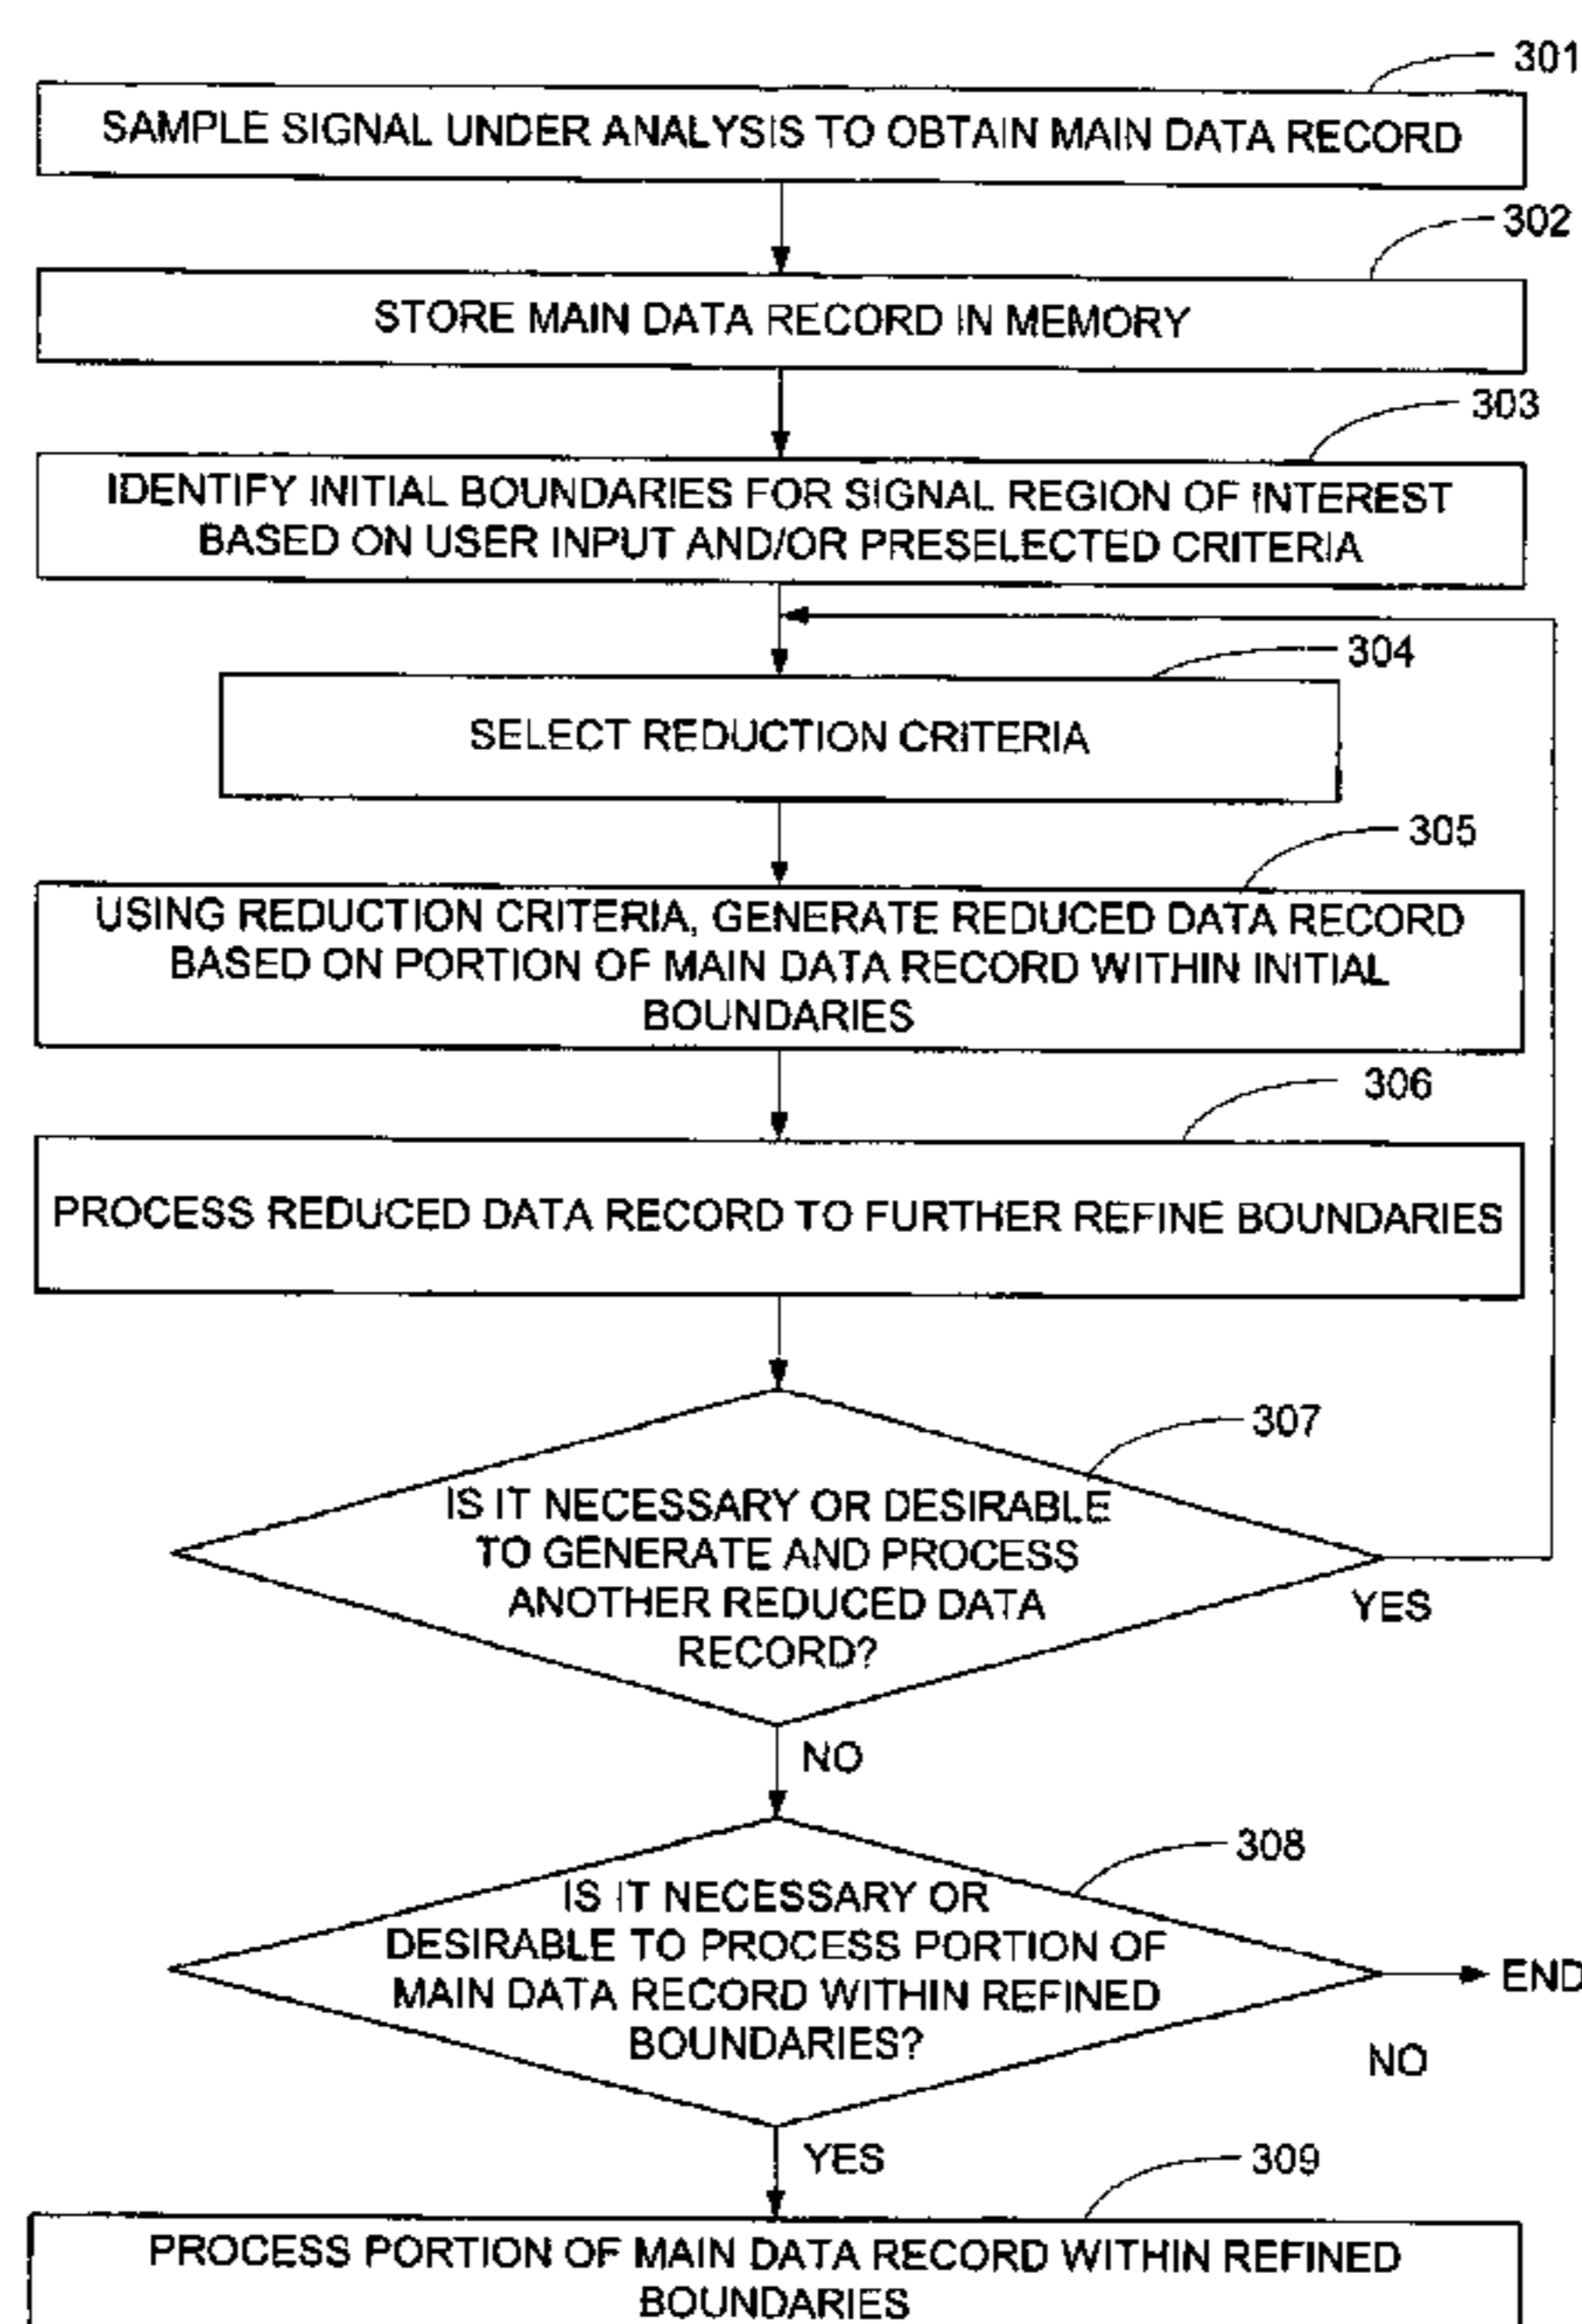 301
SAMPLE SIGNAL UNDER ANALYSIS TO OBTAIN MAIN DATA RECORD
302
STORE MAIN DATA RECORD IN MEMORY
303
IDENTIFY INITIAL BOUNDARIES FOR SIGNAL REGION OF INTEREST
BASED ON USER INPUT AND/OR PRESELECTED CRITERIA
304
SELECT REDUCTION CRITERIA
305
USING REDUCTION CRITERIA, GENERATE REDUCED DATA RECORD
BASED ON PORTION OF MAIN DATA RECORD WITHIN INITIAL
BOUNDARIES
306
PROCESS REDUCED DATA RECORD TO FURTHER REFINE BOUNDARIES
307
IS IT NECESSARY OR DESIRABLE
TO GENERATE AND PROCESS
ANOTHER REDUCED DATA
RECORD?
YES
NO
308
IS IT NECESSARY OR
DESIRABLE TO PROCESS PORTION OF
MAIN DATA RECORD WITHIN REFINED
BOUNDARIES?
END
NO
YES
309
PROCESS PORTION OF MAIN DATA RECORD WITHIN REFINED
BOUNDARIES